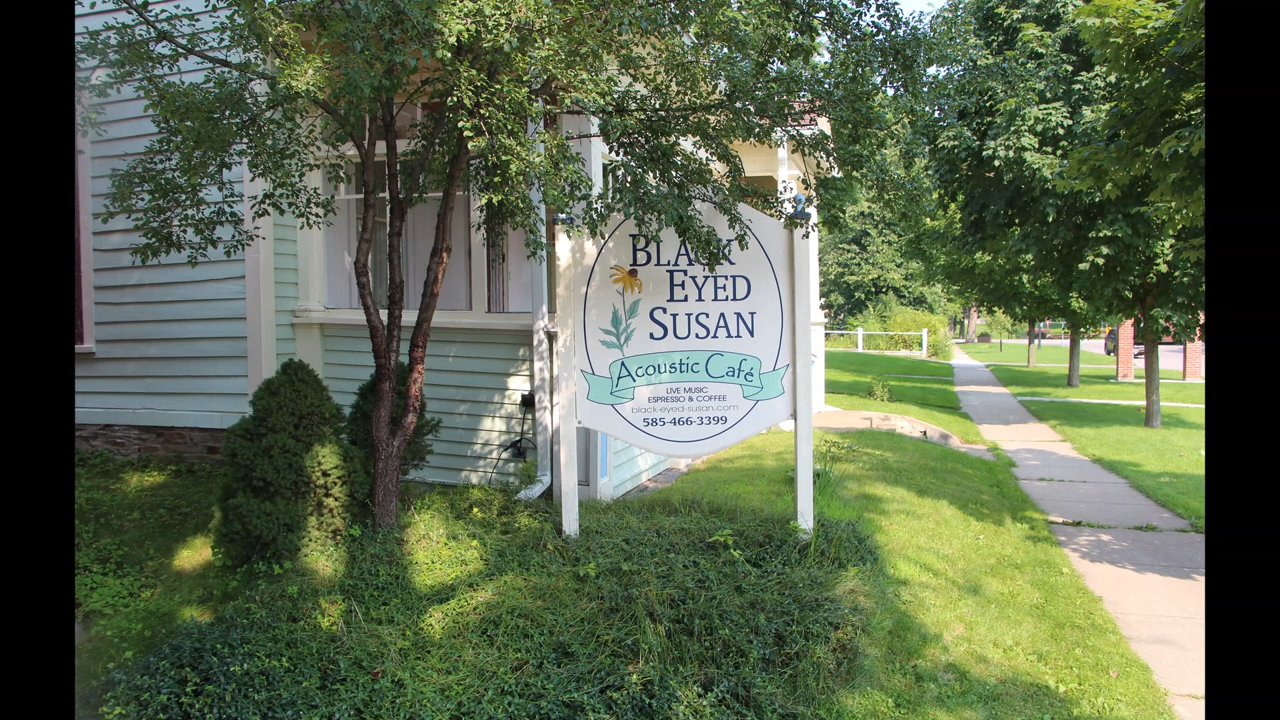 BLACK
EYED
SUSAN
Acoustic Café
LIVE MUSIC
ESPRESSO & COFFEE
black-eyed-susan.com
585-466-3399